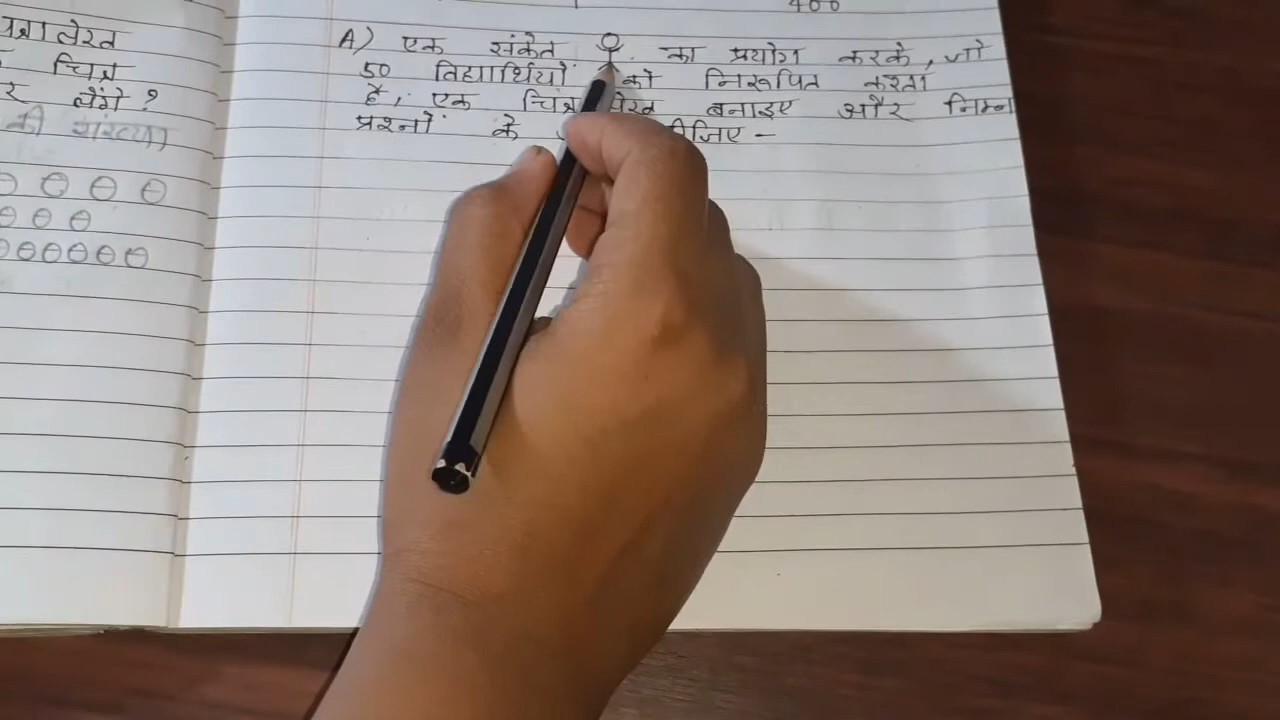 चित्र
लेंगे ?
की संख्या
400
A) एक संकेत का प्रयोग करके, जो
50 विद्यार्थियों को निरूपित करता
है, एक चित्र बनाइए और निम्न
प्रश्नों के